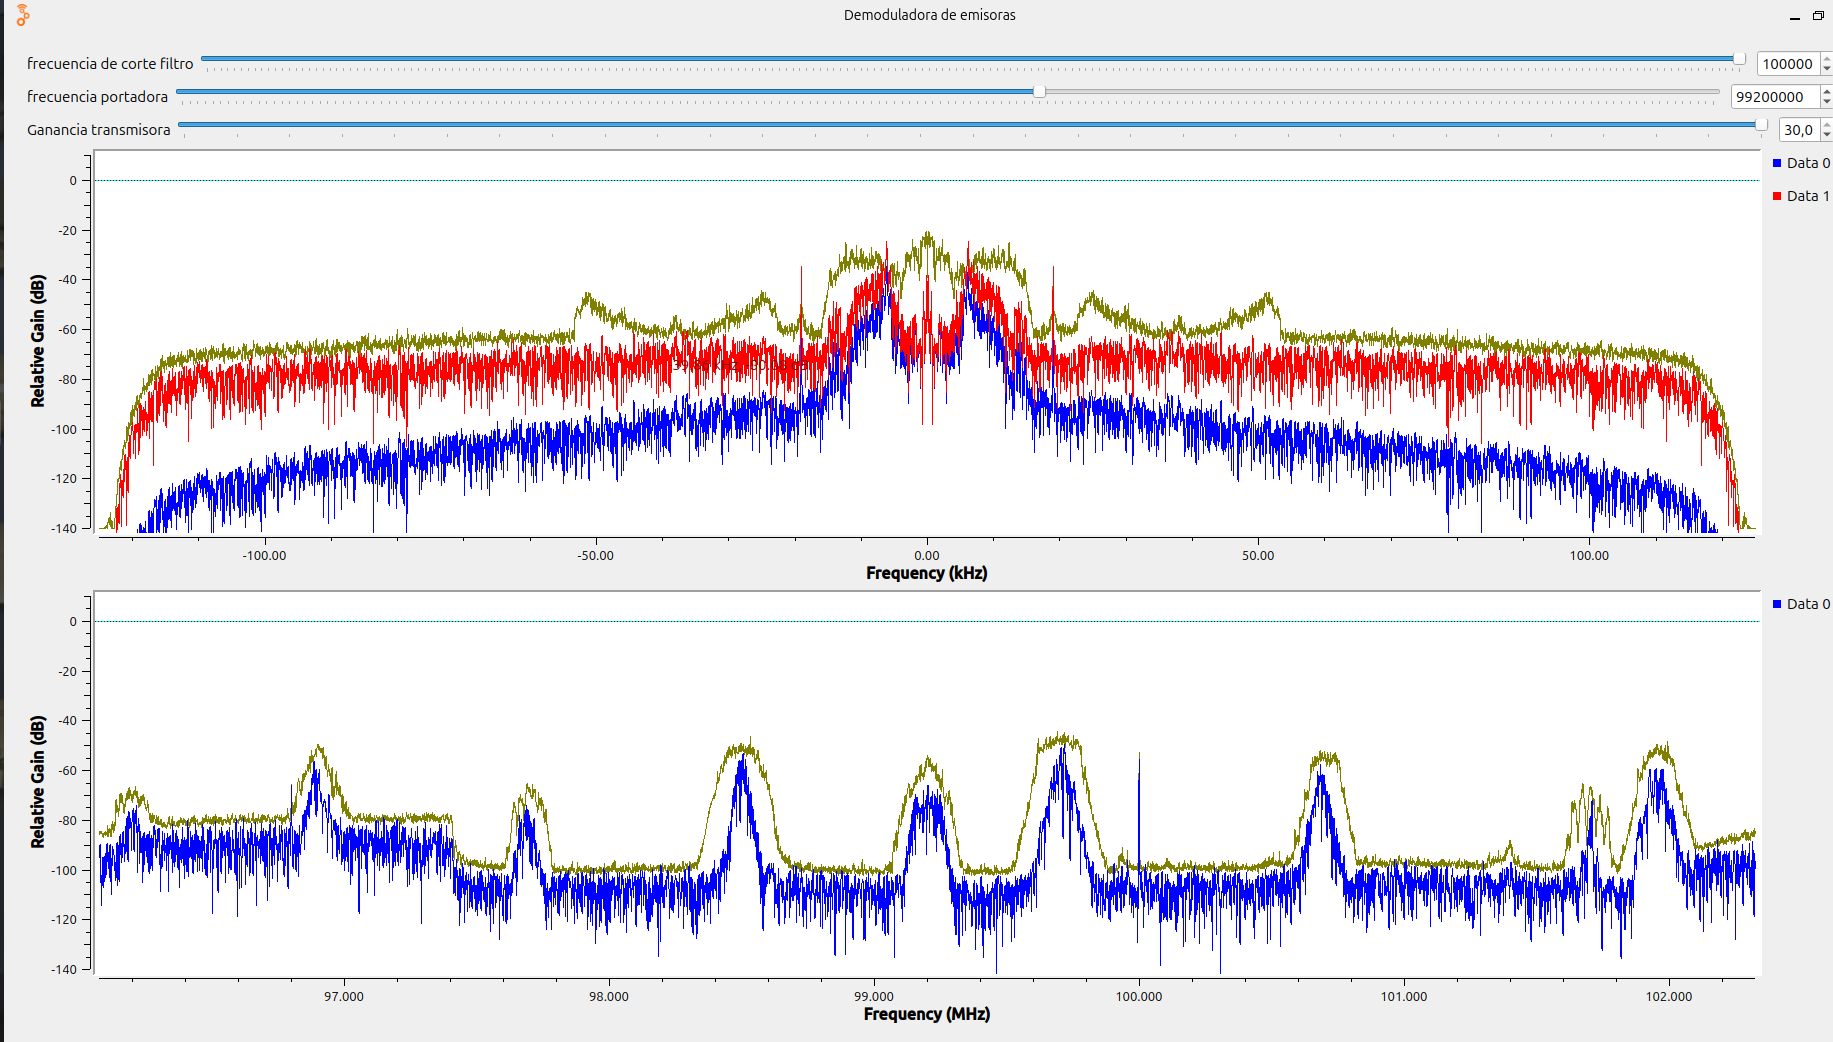 Demoduladora de emisoras
frecuencia de corte filtro 100000
frecuencia portadora 99200000
Ganancia transmisora 30,0
Data 0
Data 1
Relative Gain (dB)
0
-20
-40
-60
-80
-100
-120
-140
-100.00 -50.00 0.00 50.00 100.00
Frequency (kHz)
Data 0
Relative Gain (dB)
0
-20
-40
-60
-80
-100
-120
-140
97.000 98.000 99.000 100.000 101.000 102.000
Frequency (MHz)